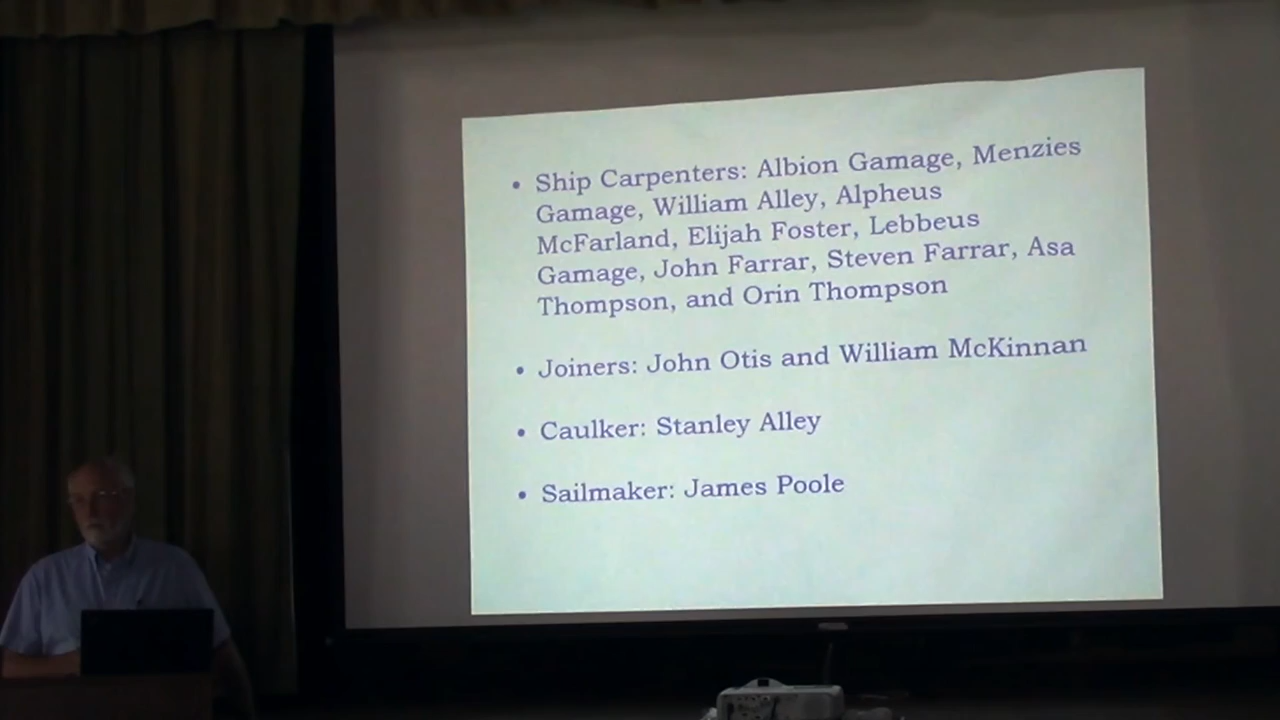 • Ship Carpenters: Albion Gamage, Menzies
Gamage, William Alley, Alpheus
McFarland, Elijah Foster, Lebbeus
Gamage, John Farrar, Steven Farrar, Asa
Thompson, and Orin Thompson
• Joiners: John Otis and William McKinnan
• Caulker: Stanley Alley
• Sailmaker: James Poole